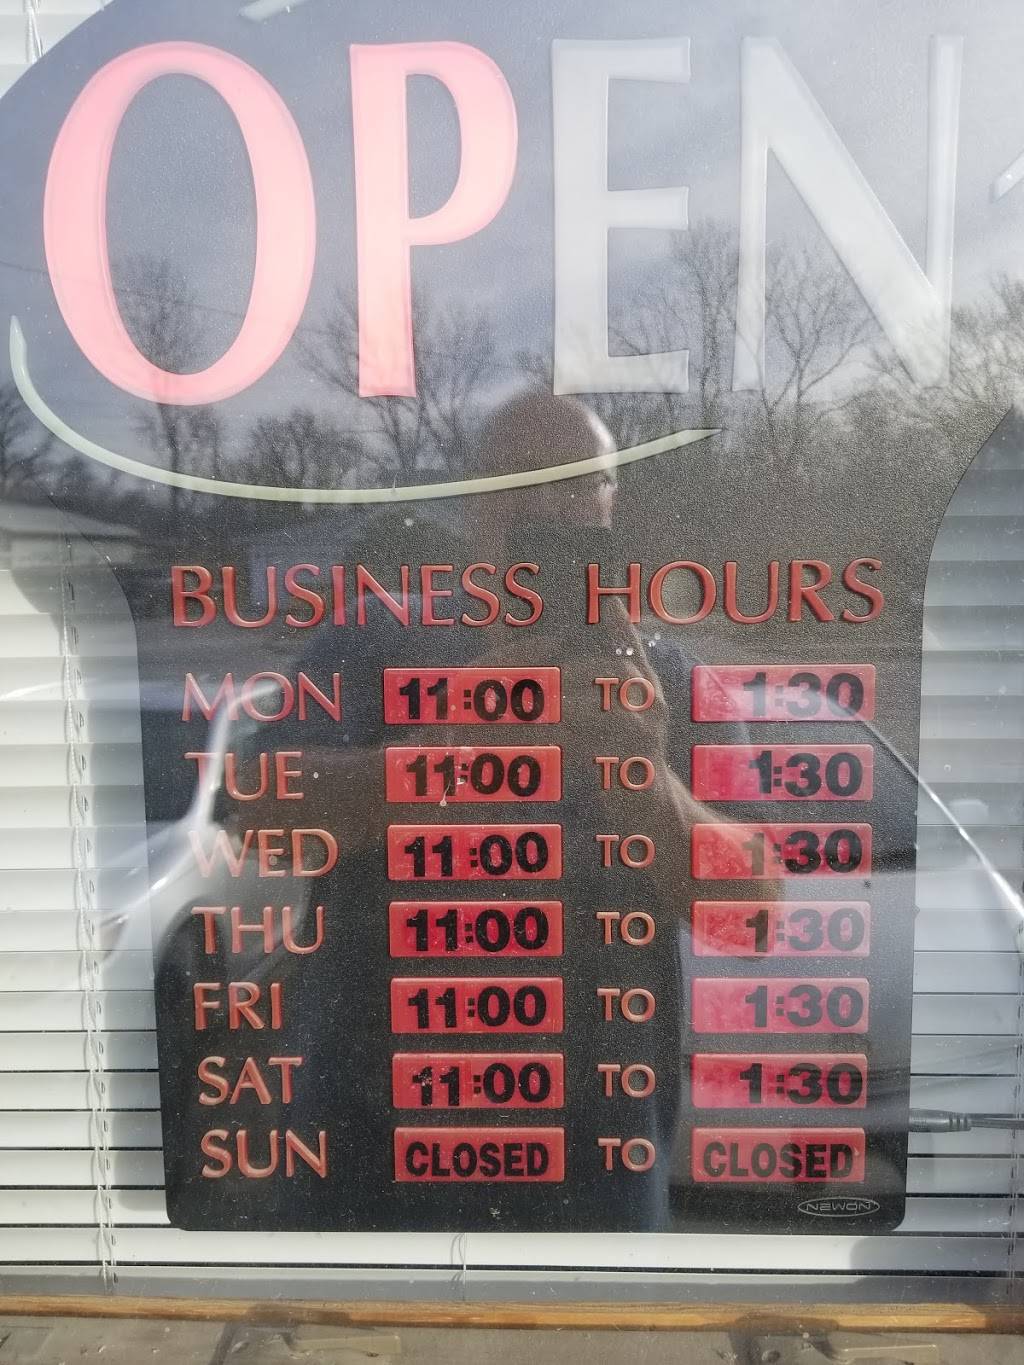 OPEN
BUSINESS HOURS
MON 11:00 TO 1:30
TUE 11:00 TO 1:30
WED 11:00 TO 1:30
THU 11:00 TO 1:30
FRI 11:00 TO 1:30
SAT 11:00 TO 1:30
SUN CLOSED TO CLOSED
NEWON